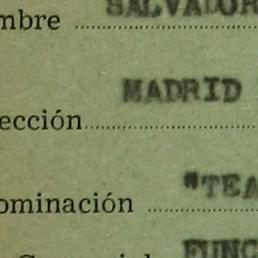 mbre SALVADOR
ección MADRID
ominación "TEA
FUNC